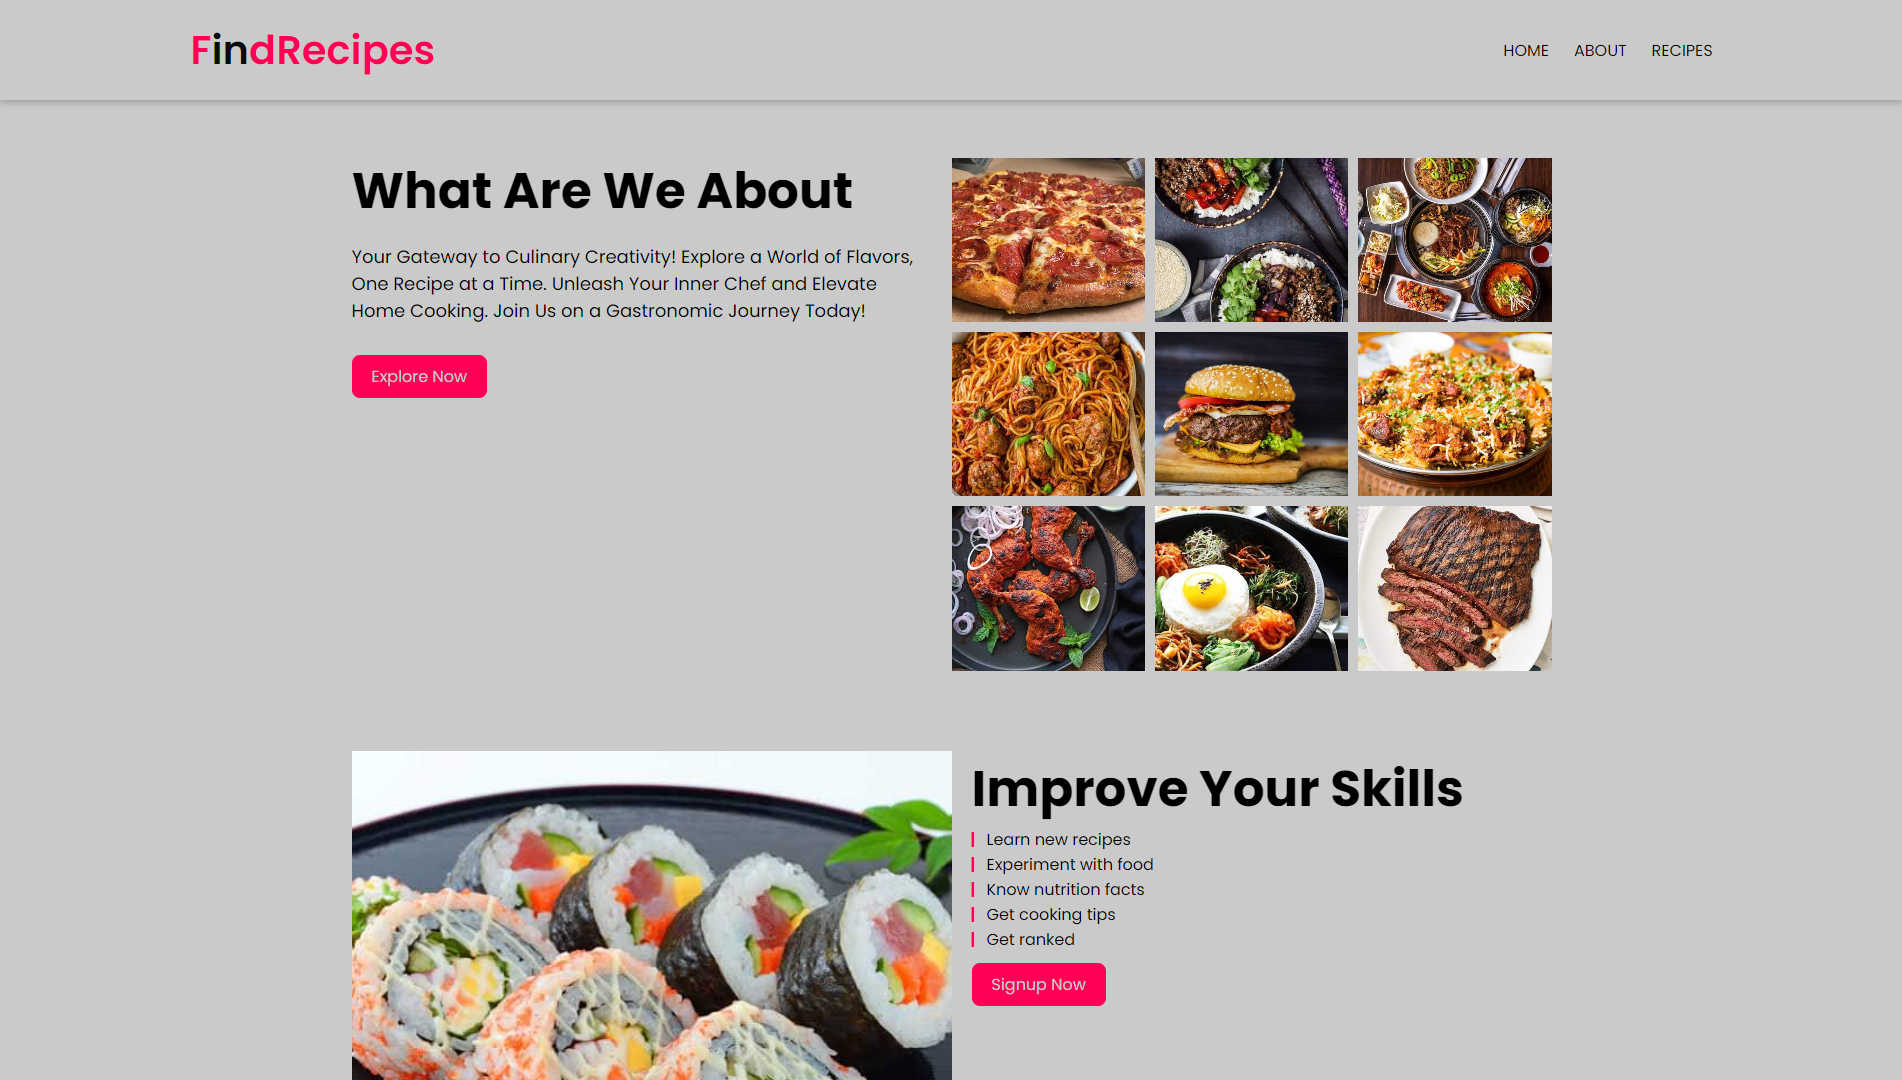 FindRecipes
HOME
ABOUT
RECIPES
What Are We About
Your Gateway to Culinary Creativity! Explore a World of Flavors,
One Recipe at a Time. Unleash Your Inner Chef and Elevate
Home Cooking. Join Us on a Gastronomic Journey Today!
Explore Now
Improve Your Skills
Learn new recipes
Experiment with food
Know nutrition facts
Get cooking tips
Get ranked
Signup Now